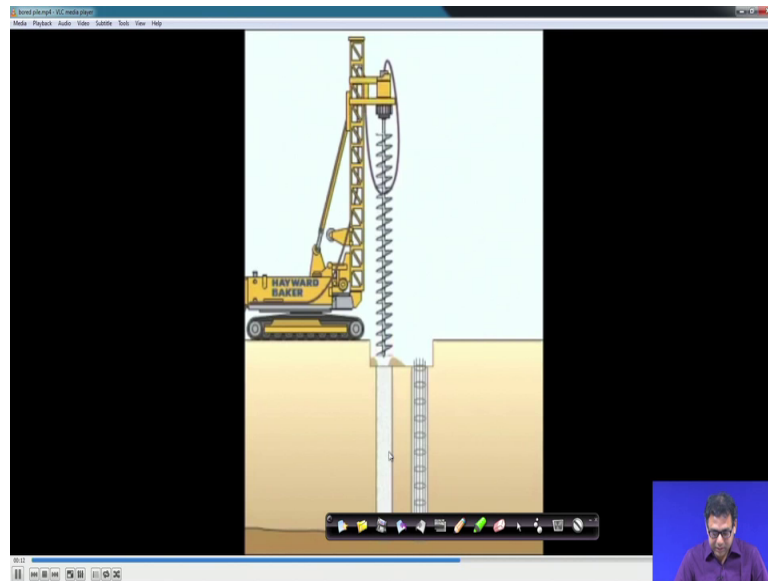 bored pile.mp4 - VLC media player
Media Playback Audio Video Subtitle Tools View Help
HAYWARD
BAKER
00:12